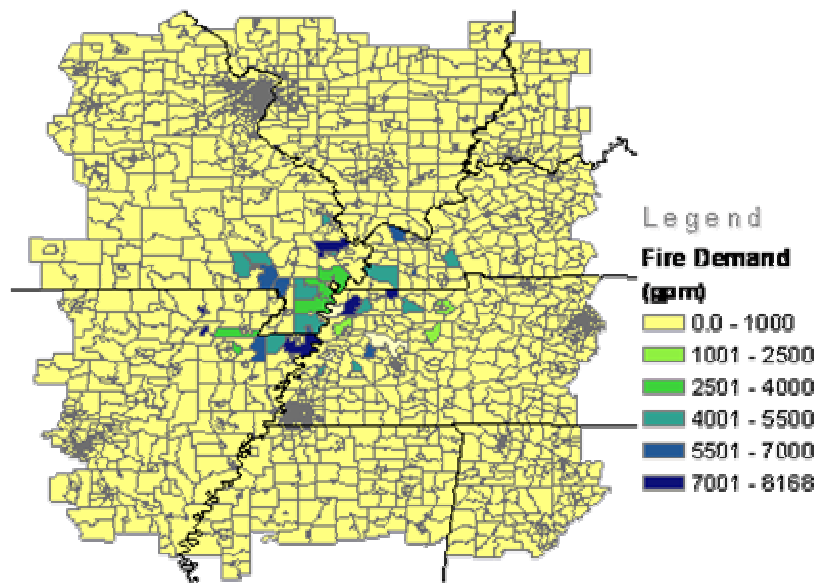 Legend
Fire Demand
(gpm)
0.0 - 1000
1001 - 2500
2501 - 4000
4001 - 5500
5501 - 7000
7001 - 8168